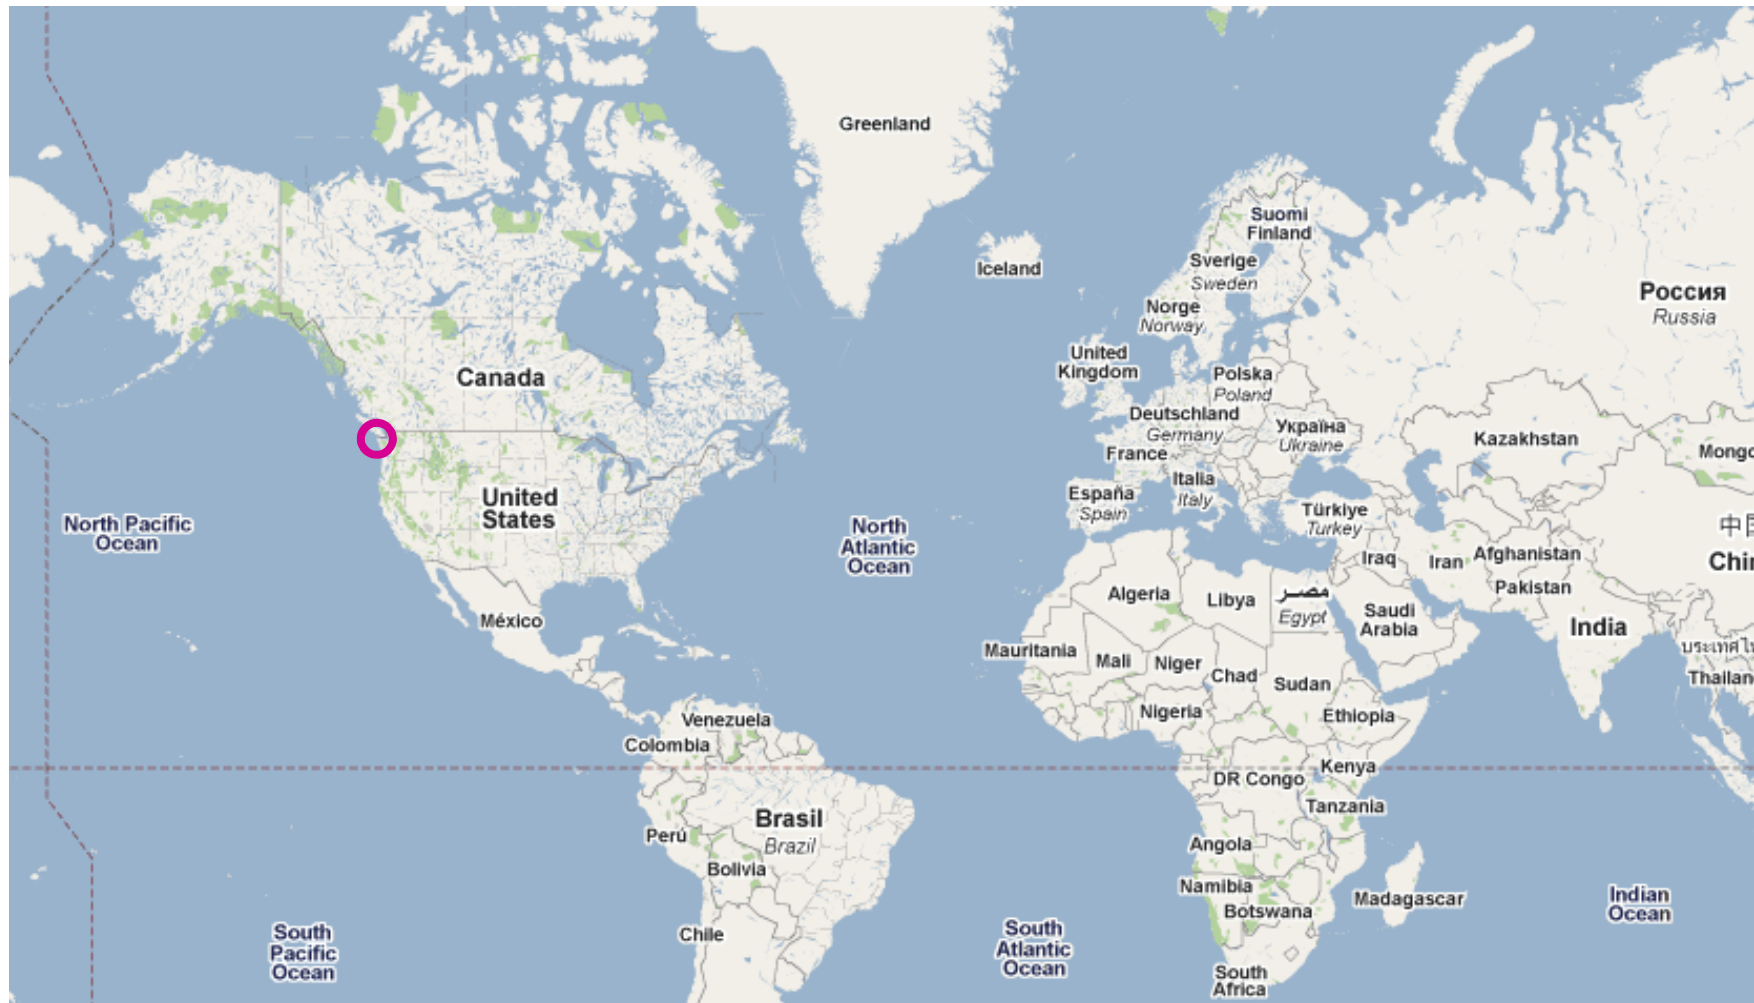 Greenland
Suomi
Finland
Iceland
Sverige
Sweden
Norge
Norway
Россия
Russia
United
Kingdom
Polska
Poland
Canada
Deutschland
Germany
Україна
Ukraine
Kazakhstan
France
Italia
Italy
España
Spain
United
States
Türkiye
Turkey
North Pacific
Ocean
North
Atlantic
Ocean
Iraq
Iran
Afghanistan
Pakistan
Algeria
Libya
مصر
Egypt
Saudi
Arabia
India
México
Mauritania
Mali
Niger
Chad
Sudan
Nigeria
Ethiopia
Venezuela
Colombia
DR Congo
Kenya
Tanzania
Brasil
Brazil
Perú
Bolivia
Angola
Namibia
Botswana
Madagascar
Indian
Ocean
South
Pacific
Ocean
Chile
South
Atlantic
Ocean
South
Africa